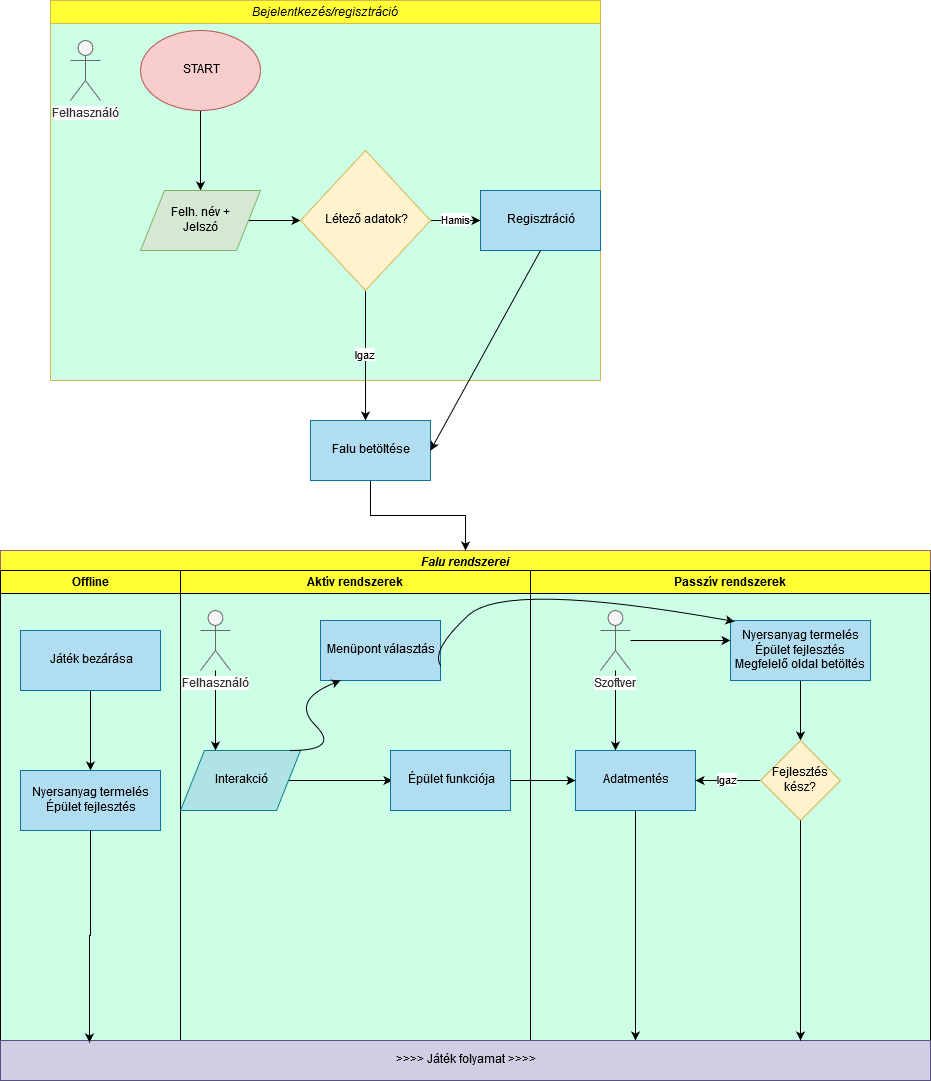 Bejelentkezés/regisztráció
START
Felhasználó
Felh. név +
Jelszó
Létező adatok?
Hamis
Regisztráció
Igaz
Falu betöltése
Falu rendszerei
Offline
Aktív rendszerek
Passzív rendszerek
Játék bezárása
Felhasználó
Menüpont választás
Szoftver
Nyersanyag termelés
Épület fejlesztés
Megfelelő oldal betöltés
Nyersanyag termelés
Épület fejlesztés
Interakció
Épület funkciója
Adatmentés
Igaz
Fejlesztés
kész?
>>>> Játék folyamat >>>>